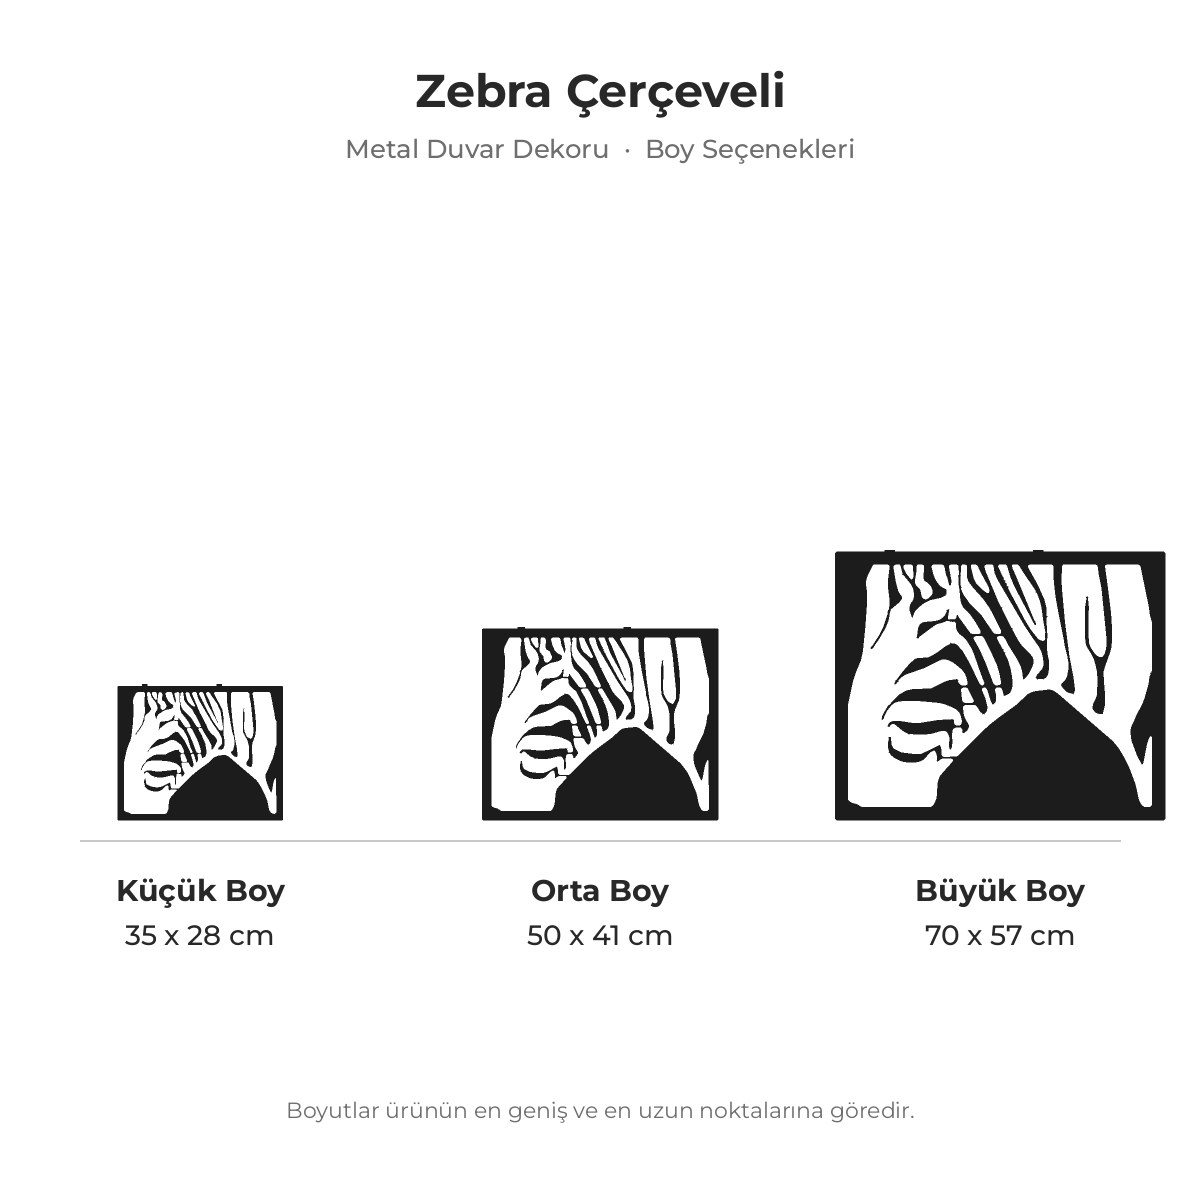 Zebra Çerçeveli
Metal Duvar Dekoru · Boy Seçenekleri
Küçük Boy
35 x 28 cm
Orta Boy
50 x 41 cm
Büyük Boy
70 x 57 cm
Boyutlar ürünün en geniş ve en uzun noktalarına göredir.